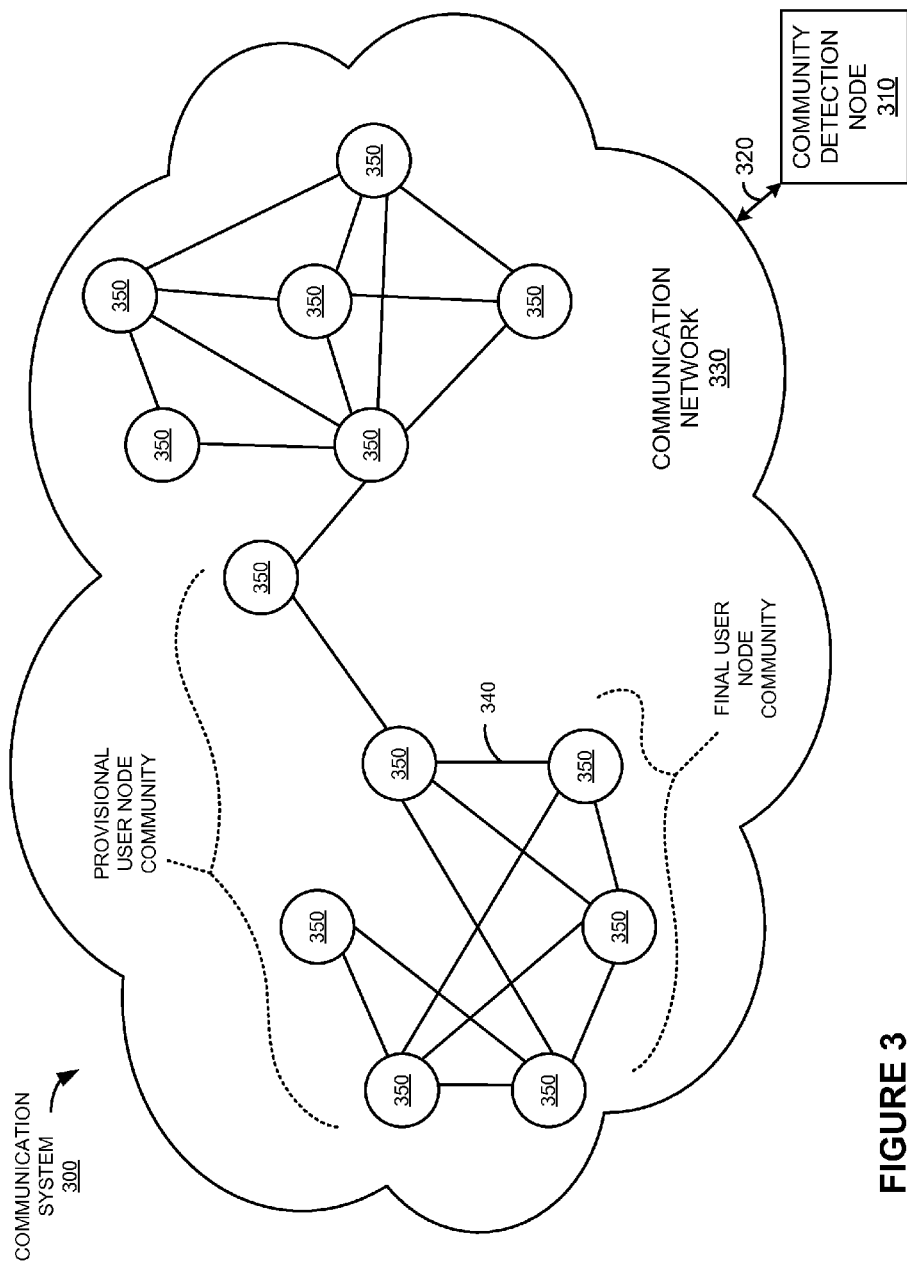 COMMUNICATION
SYSTEM
300
PROVISIONAL
USER NODE
COMMUNITY
350
350
350
350
350
350
350
350
350
340
350
350
350
350
COMMUNICATION
NETWORK
330
FINAL USER
NODE
COMMUNITY
320
COMMUNITY
DETECTION
NODE
310
FIGURE 3